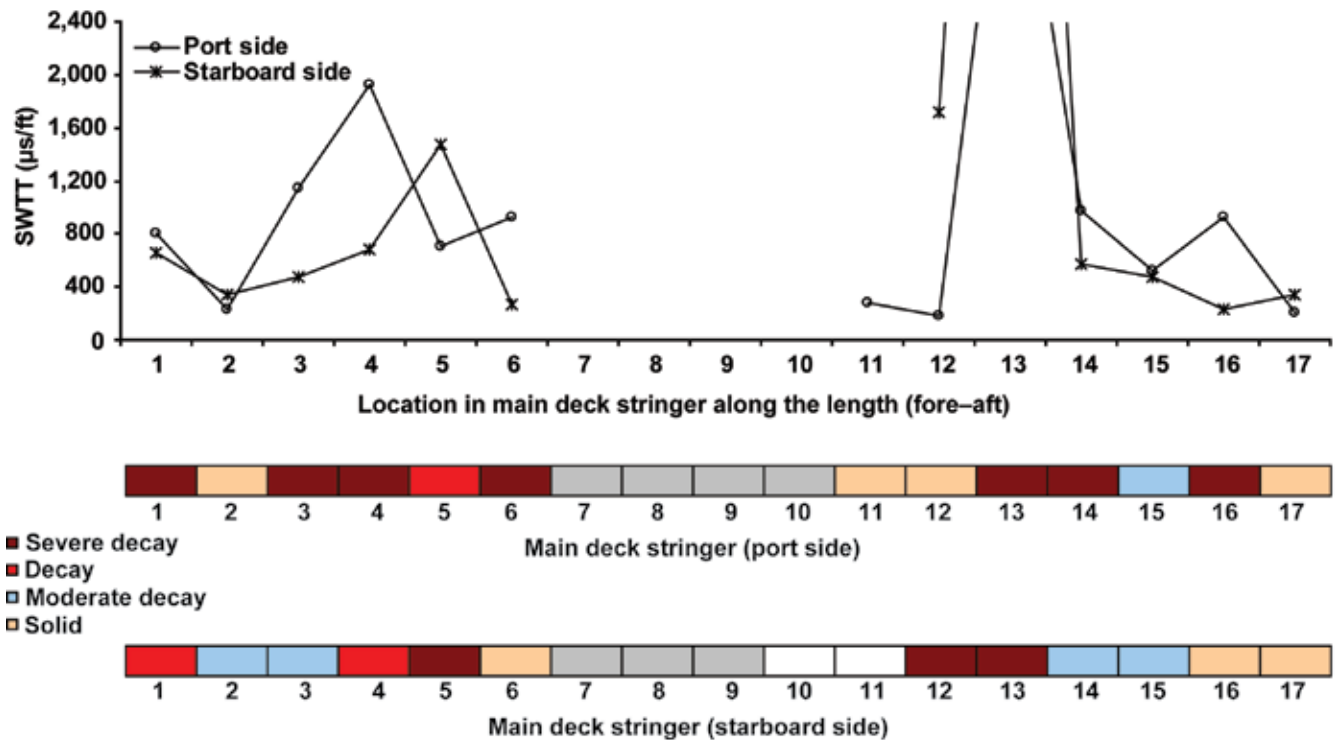 2,400
2,000
1,600
1,200
800
400
0
SWTT (µs/ft)
Port side
Starboard side
1 2 3 4 5 6 7 8 9 10 11 12 13 14 15 16 17
Location in main deck stringer along the length (fore–aft)
1 2 3 4 5 6 7 8 9 10 11 12 13 14 15 16 17
Main deck stringer (port side)
Severe decay
Decay
Moderate decay
Solid
1 2 3 4 5 6 7 8 9 10 11 12 13 14 15 16 17
Main deck stringer (starboard side)